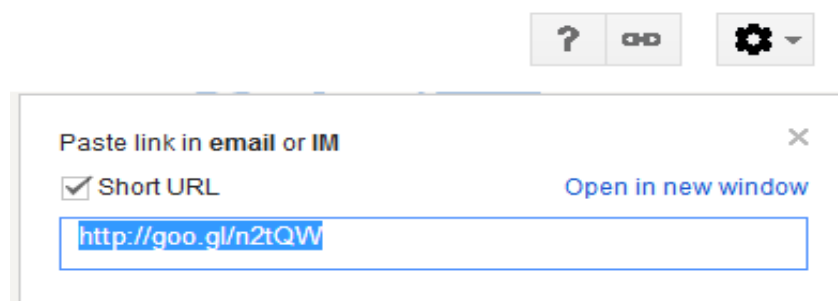 ?
Paste link in email or IM
Short URL
Open in new window
http://goo.gl/n2tQW